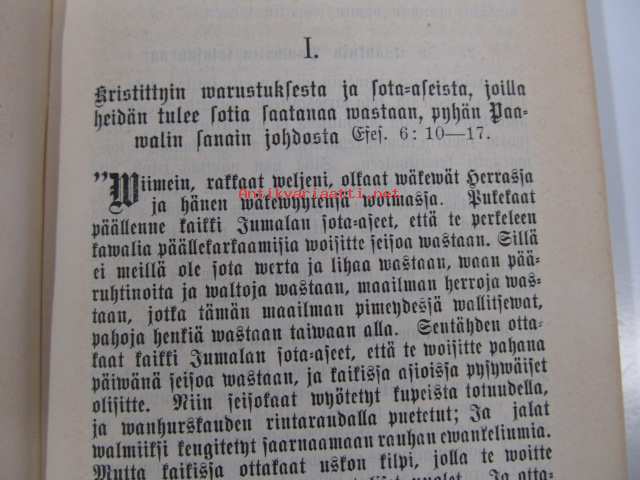 I.
Kristittyin warustuksesta ja sota-aseista, joilla
heidän tulee sotia saatanaa wastaan, pyhän Paa-
walin sanain johdosta Efes. 6: 10—17.
"Wiimein, rakkaat weljeni, olkaat wäkewät Herrassa
ja hänen wäkewyytensä woimassa. Pukekaat
Antikvariaatti.net
päällenne kaikki Jumalan sota-aseet, että te perkeleen
kawalia päällekarkaamisia woisitte seisoa wastaan. Sillä
ei meillä ole sota werta ja lihaa wastaan, waan pää-
ruhtinoita ja waltoja wastaan, maailman herroja was-
taan, jotka tämän maailman pimeydessä wallitsewat,
pahoja henkiä wastaan taiwaan alla. Sentähden otta-
kaat kaikki Jumalan sota-aseet, että te woisitte pahana
päiwänä seisoa wastaan, ja kaikissa asioissa pysywäiset
olisitte. Niin seisokaat wyötetyt kupeista totuudella,
ja wanhurskauden rintaraudalla puetetut; Ja jalat
walmiiksi kengitetyt saarnaamaan rauhan ewankeliumia.
Mutta kaikissa ottakaat uskon kilpi, jolla te woitte
Ja otta-